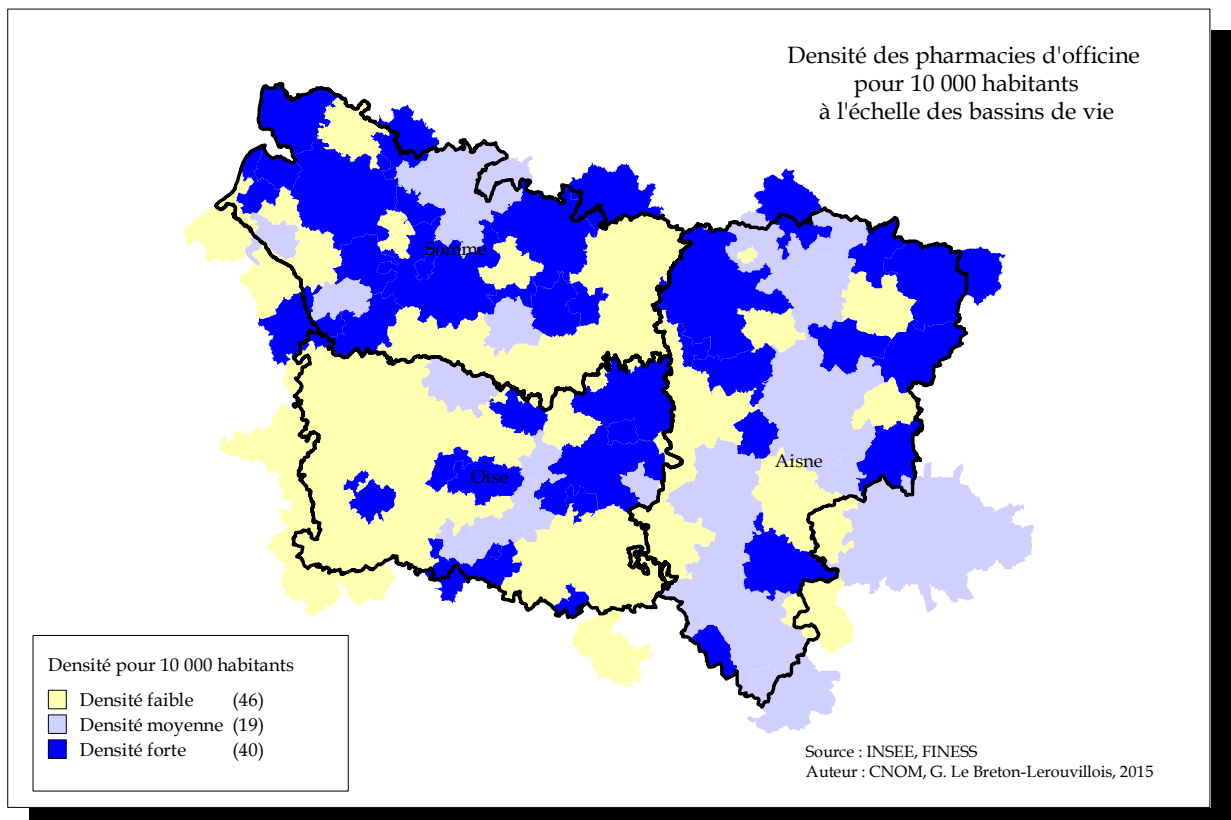 Densité des pharmacies d'officine
pour 10 000 habitants
à l'échelle des bassins de vie
Somme
Aisne
Oise
Densité pour 10 000 habitants
Densité faible (46)
Densité moyenne (19)
Densité forte (40)
Source : INSEE, FINESS
Auteur : CNOM, G. Le Breton-Lerouvillois, 2015